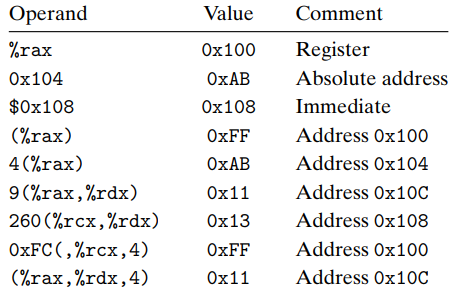 Operand Value Comment
%rax 0x100 Register
0x104 0xAB Absolute address
$0x108 0x108 Immediate
(%rax) 0xFF Address 0x100
4(%rax) 0xAB Address 0x104
9(%rax,%rdx) 0x11 Address 0x10C
260(%rcx,%rdx) 0x13 Address 0x108
0xFC(,%rcx,4) 0xFF Address 0x100
(%rax,%rdx,4) 0x11 Address 0x10C